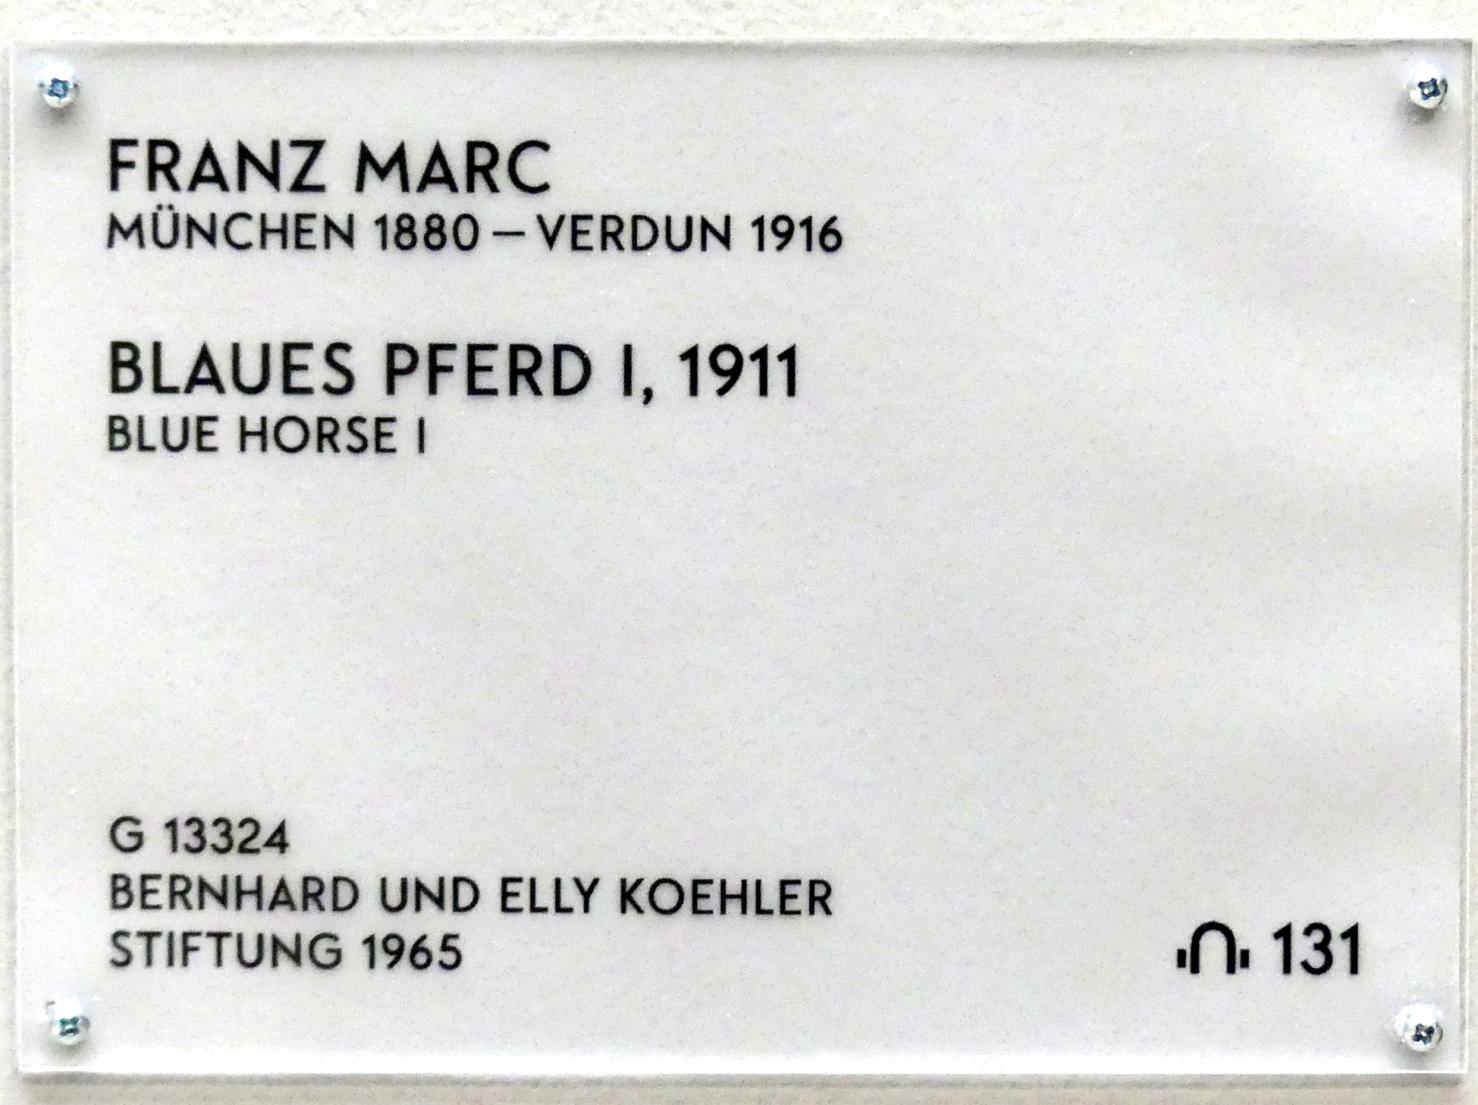 FRANZ MARC
MÜNCHEN 1880 – VERDUN 1916
BLAUES PFERD I, 1911
BLUE HORSE I
G 13324
BERNHARD UND ELLY KOEHLER
STIFTUNG 1965
131